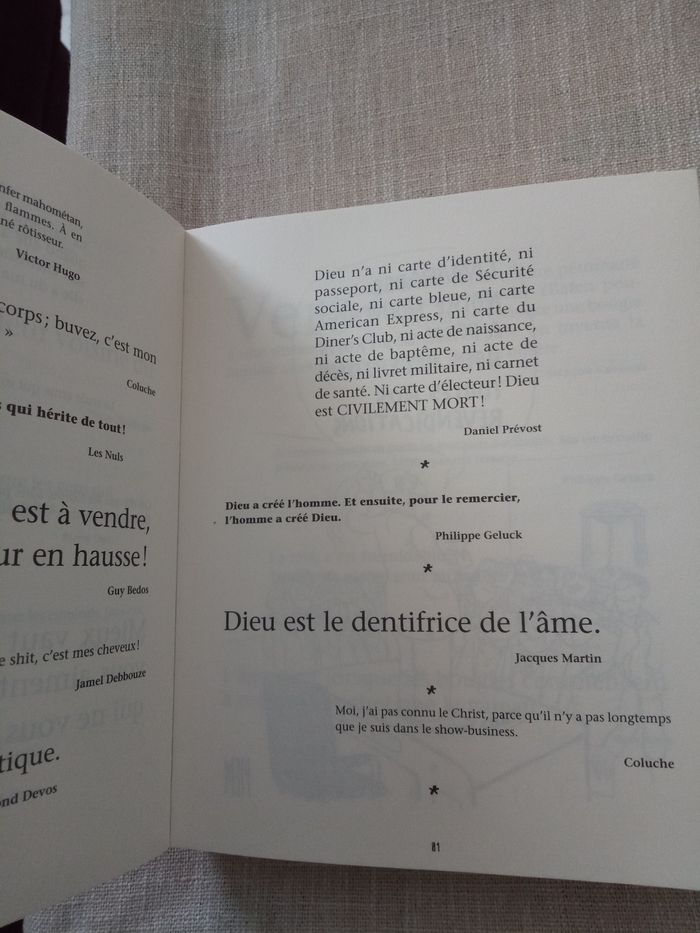 nfer mahométan,
flammes. À en
né rôtisseur.
Victor Hugo
corps ; buvez, c'est mon
»
Coluche
s qui hérite de tout !
Les Nuls
est à vendre,
ur en hausse !
Guy Bedos
e shit, c'est mes cheveux !
Jamel Debbouze
tique.
ond Devos
Dieu n'a ni carte d'identité, ni
passeport, ni carte de Sécurité
sociale, ni carte bleue, ni carte
American Express, ni carte du
Diner's Club, ni acte de naissance,
ni acte de baptême, ni acte de
décès, ni livret militaire, ni carnet
de santé. Ni carte d'électeur ! Dieu
est CIVILEMENT MORT !
Daniel Prévost
*
Dieu a créé l'homme. Et ensuite, pour le remercier,
l'homme a créé Dieu.
Philippe Geluck
*
Dieu est le dentifrice de l'âme.
Jacques Martin
*
Moi, j'ai pas connu le Christ, parce qu'il n'y a pas longtemps
que je suis dans le show-business.
Coluche
*
81